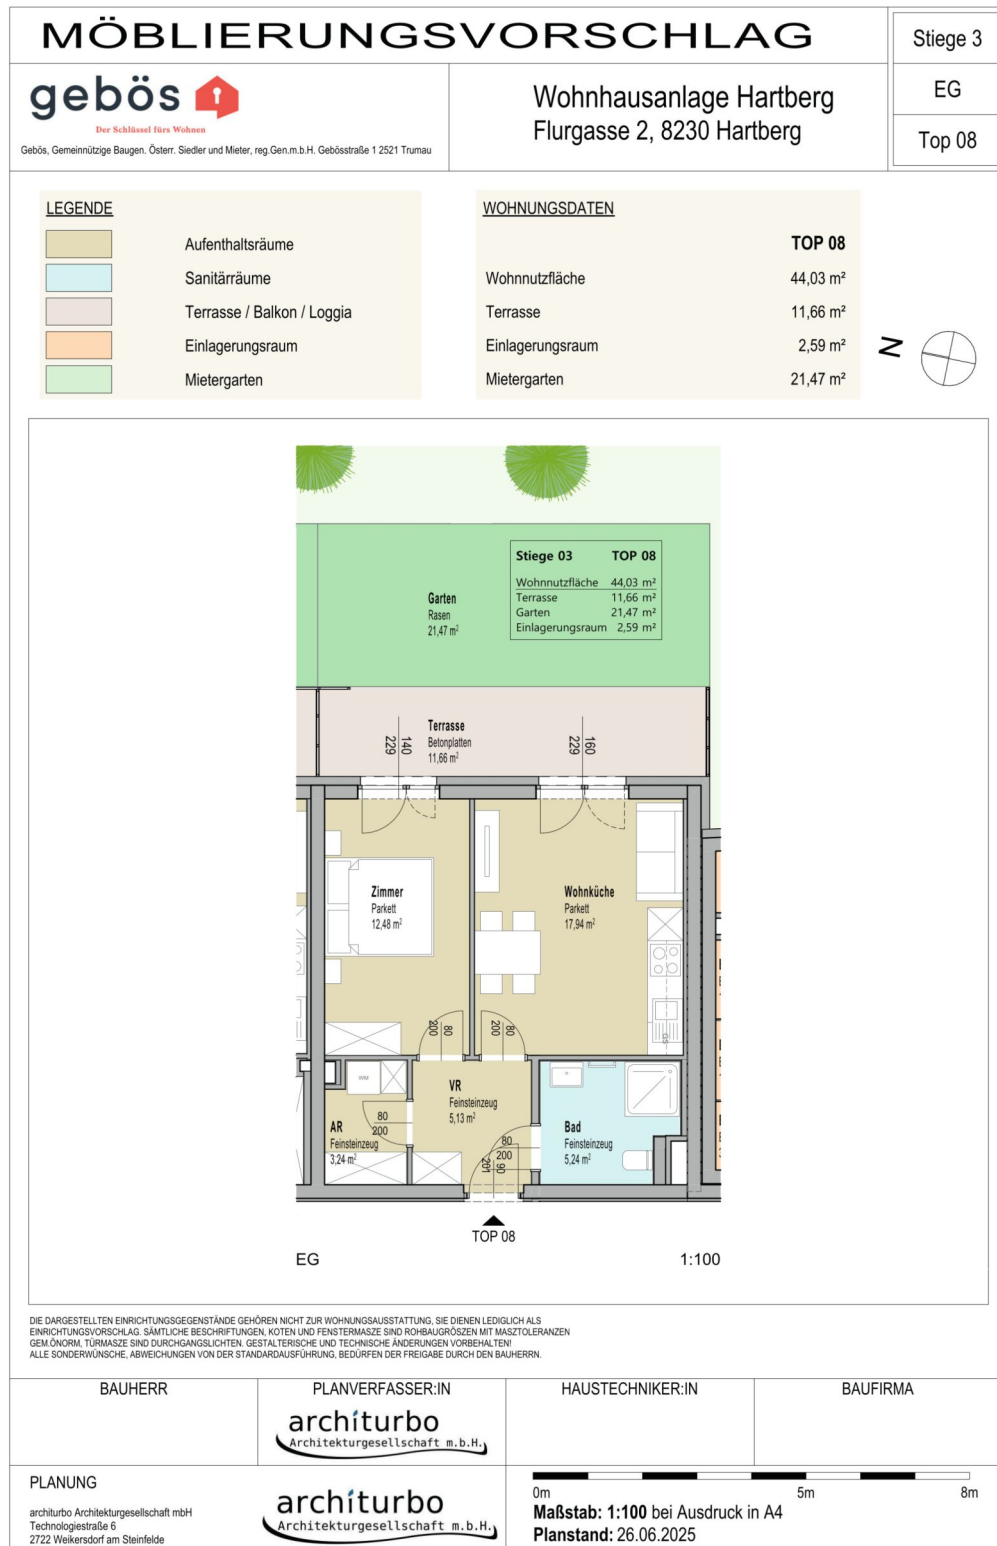 MÖBLIERUNGSVORSCHLAG
Stiege 3
EG
Top 08
gebös
Der Schlüssel fürs Wohnen
Gebös, Gemeinnützige Baugen. Österr. Siedler und Mieter, reg.Gen.m.b.H. Gebösstraße 1 2521 Trumau
Wohnhausanlage Hartberg
Flurgasse 2, 8230 Hartberg
LEGENDE
Aufenthaltsräume
Sanitärräume
Terrasse / Balkon / Loggia
Einlagerungsraum
Mietergarten
WOHNUNGSDATEN
TOP 08
Wohnnutzfläche 44,03 m²
Terrasse 11,66 m²
Einlagerungsraum 2,59 m²
Mietergarten 21,47 m²
N
Stiege 03 TOP 08
Wohnnutzfläche 44,03 m²
Terrasse 11,66 m²
Garten 21,47 m²
Einlagerungsraum 2,59 m²
Garten
Rasen
21,47 m²
Terrasse
Betonplatten
11,66 m²
140
229
160
229
Zimmer
Parkett
12,48 m²
Wohnküche
Parkett
17,94 m²
80
200
80
200
GS
WM
VR
Feinsteinzeug
5,13 m²
AR
Feinsteinzeug
3,24 m²
80
200
Bad
Feinsteinzeug
5,24 m²
80
200
90
201
TOP 08
EG
1:100
DIE DARGESTELLTEN EINRICHTUNGSGEGENSTÄNDE GEHÖREN NICHT ZUR WOHNUNGSAUSSTATTUNG, SIE DIENEN LEDIGLICH ALS
EINRICHTUNGSVORSCHLAG. SÄMTLICHE BESCHRIFTUNGEN, KOTEN UND FENSTERMASZE SIND ROHBAUGRÖSZEN MIT MASZTOLERANZEN
GEM.ÖNORM, TÜRMASZE SIND DURCHGANGSLICHTEN. GESTALTERISCHE UND TECHNISCHE ÄNDERUNGEN VORBEHALTEN!
ALLE SONDERWÜNSCHE, ABWEICHUNGEN VON DER STANDARDAUSFÜHRUNG, BEDÜRFEN DER FREIGABE DURCH DEN BAUHERRN.
BAUHERR
PLANVERFASSER:IN
HAUSTECHNIKER:IN
BAUFIRMA
architurbo
Architekturgesellschaft m.b.H.
PLANUNG
architurbo Architekturgesellschaft mbH
Technologiestraße 6
2722 Weikersdorf am Steinfelde
architurbo
Architekturgesellschaft m.b.H.
0m 5m 8m
Maßstab: 1:100 bei Ausdruck in A4
Planstand: 26.06.2025